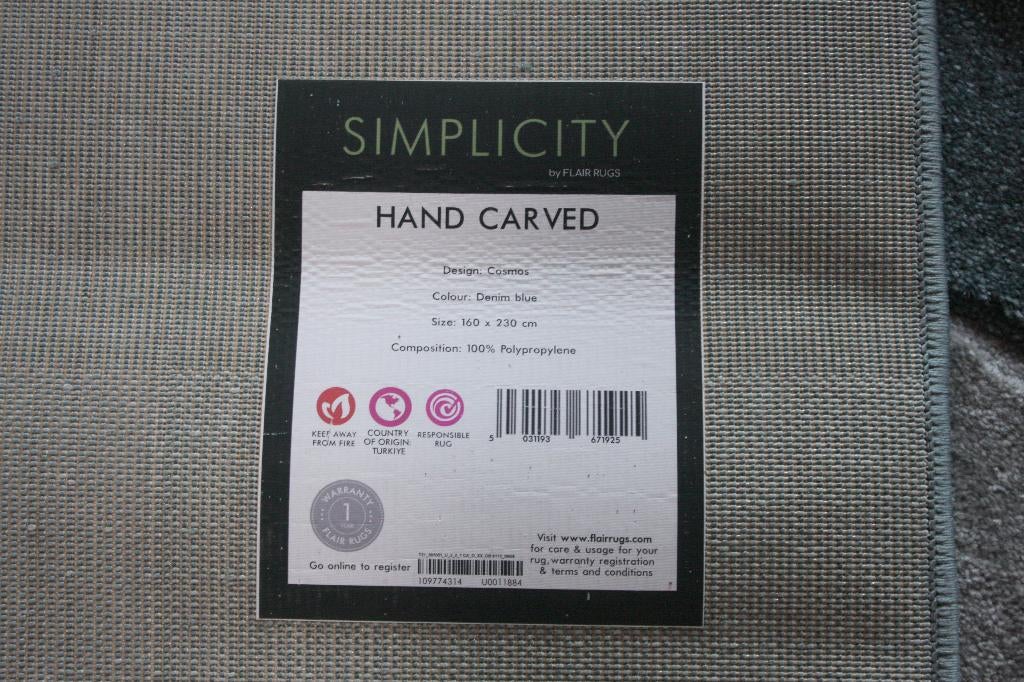 SIMPLICITY
by FLAIR RUGS
HAND CARVED
Design: Cosmos
Colour: Denim blue
Size: 160 x 230 cm
Composition: 100% Polypropylene
KEEP AWAY
FROM FIRE
COUNTRY
OF ORIGIN:
TURKIYE
RESPONSIBLE
RUG
5 031193 671925
WARRANTY
1
YEAR
FLAIR RUGS
Go online to register
109774314 U0011884
Visit www.flairrugs.com
for care & usage for your
rug, warranty registration
& terms and conditions